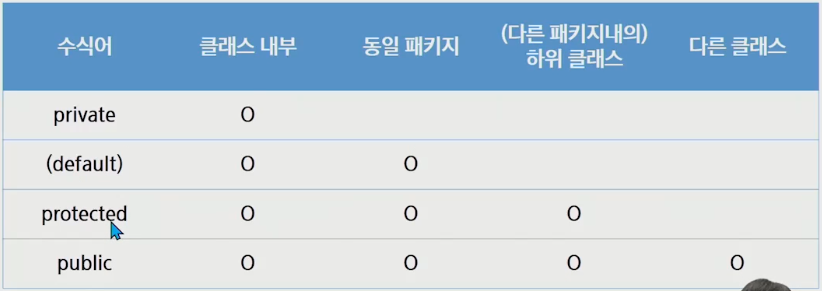 수식어 클래스 내부 동일 패키지 (다른 패키지내의) 하위 클래스 다른 클래스
private O
(default) O O
protected O O O
public O O O O